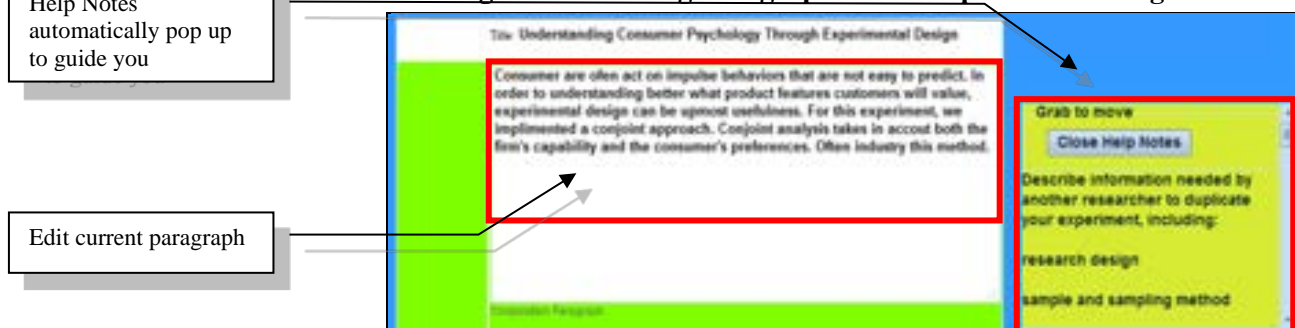 Help Notes
automatically pop up
to guide you
Title: Understanding Consumer Psychology Through Experimental Design
Consumer are ofen act on impulse behaviors that are not easy to predict. In
order to understanding better what product features customers will value,
experimental design can be upmost usefulness. For this experiment, we
implimented a conjoint approach. Conjoint analysis takes in accout both the
firm's capability and the consumer's preferences. Often industry this method.
Grab to move
Close Help Notes
Describe information needed by
another researcher to duplicate
your experiment, including:
research design
sample and sampling method
Edit current paragraph
Paragraph